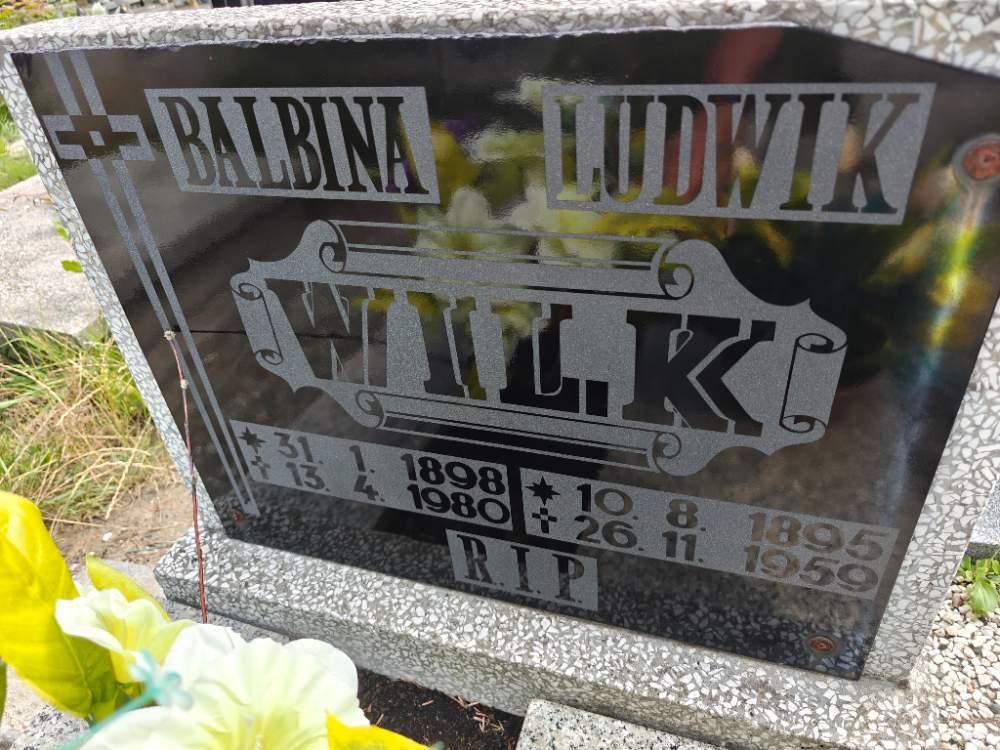 BALBINA LUDWIK
WILK
* 31. 1. 1898 * 10. 8. 1895
✝ 13. 4. 1980 ✝ 26. 11. 1959
R.I.P